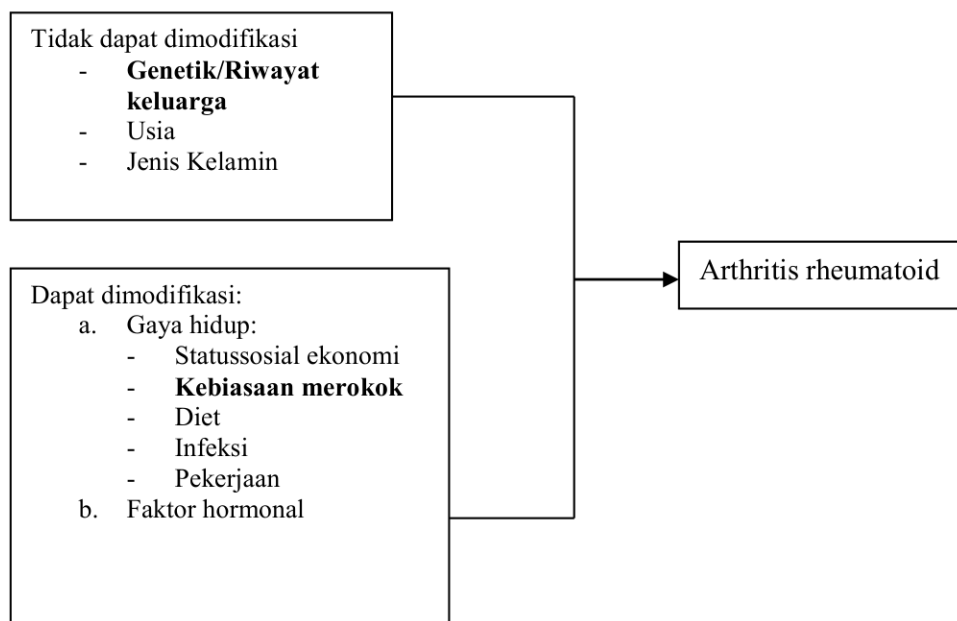 Tidak dapat dimodifikasi
- Genetik/Riwayat
keluarga
- Usia
- Jenis Kelamin
Arthritis rheumatoid
Dapat dimodifikasi:
a. Gaya hidup:
- Statussosial ekonomi
- Kebiasaan merokok
- Diet
- Infeksi
- Pekerjaan
b. Faktor hormonal